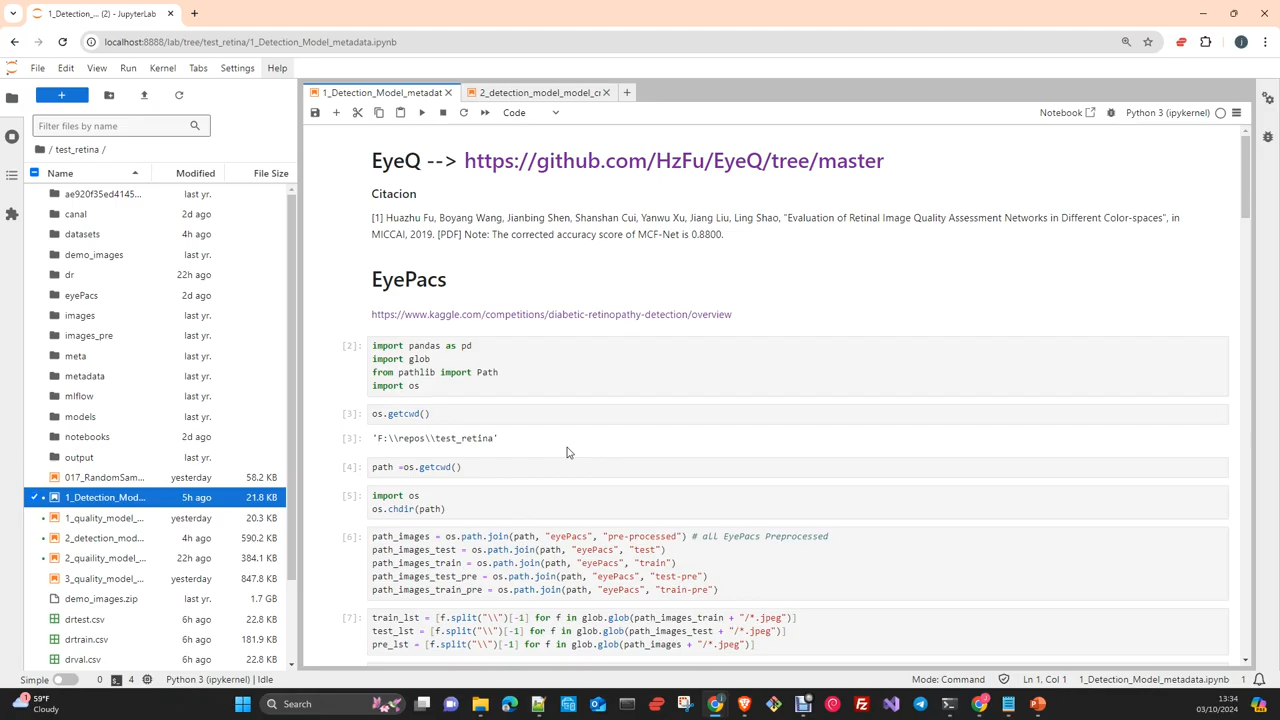 1_Detection_... (2) - JupyterLab
localhost:8888/lab/tree/test_retina/1_Detection_Model_metadata.ipynb
File Edit View Run Kernel Tabs Settings Help
Filter files by name
/ test_retina /
Name Modified File Size
ae920f35ed4145... last yr.
canal 2d ago
datasets 4h ago
demo_images last yr.
dr 22h ago
eyePacs 2d ago
images last yr.
images_pre last yr.
meta last yr.
metadata last yr.
mlflow last yr.
models last yr.
notebooks last yr.
output last yr.
017_RandomSam... yesterday 58.2 KB
1_Detection_Mod... 5h ago 21.8 KB
1_quality_model_... yesterday 20.3 KB
2_detection_mod... 4h ago 590.2 KB
2_quaility_model_... 22h ago 384.1 KB
3_quality_model_... yesterday 847.8 KB
demo_images.zip last yr. 1.7 GB
drtest.csv 6h ago 22.8 KB
drtrain.csv 6h ago 181.9 KB
drval.csv 6h ago 22.8 KB
1_Detection_Model_metadat
2_detection_model_model_cr
Code
Notebook
Python 3 (ipykernel)
EyeQ --> https://github.com/HzFu/EyeQ/tree/master
Citacion
[1] Huazhu Fu, Boyang Wang, Jianbing Shen, Shanshan Cui, Yanwu Xu, Jiang Liu, Ling Shao, "Evaluation of Retinal Image Quality Assessment Networks in Different Color-spaces", in
MICCAI, 2019. [PDF] Note: The corrected accuracy score of MCF-Net is 0.8800.
EyePacs
https://www.kaggle.com/competitions/diabetic-retinopathy-detection/overview
[2]: import pandas as pd
import glob
from pathlib import Path
import os
[3]: os.getcwd()
[3]: 'F:\\repos\\test_retina'
[4]: path =os.getcwd()
[5]: import os
os.chdir(path)
[6]: path_images = os.path.join(path, "eyePacs", "pre-processed") # all EyePacs Preprocessed
path_images_test = os.path.join(path, "eyePacs", "test")
path_images_train = os.path.join(path, "eyePacs", "train")
path_images_test_pre = os.path.join(path, "eyePacs", "test-pre")
path_images_train_pre = os.path.join(path, "eyePacs", "train-pre")
[7]: train_lst = [f.split("\\")[-1] for f in glob.glob(path_images_train + "/*.jpeg")]
test_lst = [f.split("\\")[-1] for f in glob.glob(path_images_test + "/*.jpeg")]
pre_lst = [f.split("\\")[-1] for f in glob.glob(path_images + "/*.jpeg")]
Simple 0 4 Python 3 (ipykernel) | Idle
Mode: Command Ln 1, Col 1 1_Detection_Model_metadata.ipynb 1
59°F
Cloudy
Search
13:34
03/10/2024